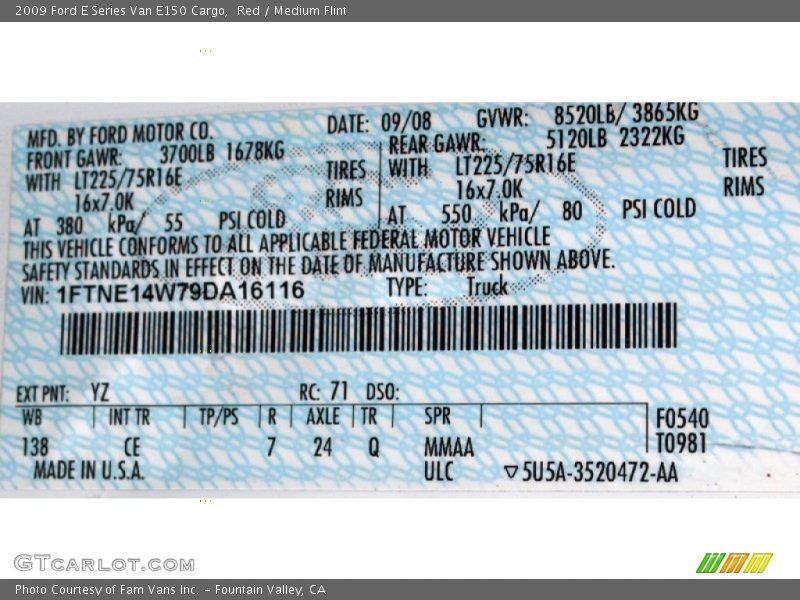 2009 Ford E Series Van E150 Cargo,  Red / Medium Flint
MFD. BY FORD MOTOR CO. DATE: 09/08 GVWR: 8520LB/ 3865KG
FRONT GAWR: 3700LB 1678KG REAR GAWR: 5120LB 2322KG
WITH LT225/75R16E TIRES WITH LT225/75R16E TIRES
16x7.0K RIMS 16x7.0K RIMS
AT 380 kPa/ 55 PSI COLD AT 550 kPa/ 80 PSI COLD
THIS VEHICLE CONFORMS TO ALL APPLICABLE FEDERAL MOTOR VEHICLE
SAFETY STANDARDS IN EFFECT ON THE DATE OF MANUFACTURE SHOWN ABOVE.
VIN: 1FTNE14W79DA16116 TYPE: Truck
EXT PNT: YZ RC: 71 DSO:
WB INT TR TP/PS R AXLE TR SPR F0540
138 CE 7 24 Q MMAA T0981
MADE IN U.S.A. ULC ▽5U5A-3520472-AA
GTCARLOT.COM
Photo Courtesy of Fam Vans Inc. - Fountain Valley, CA